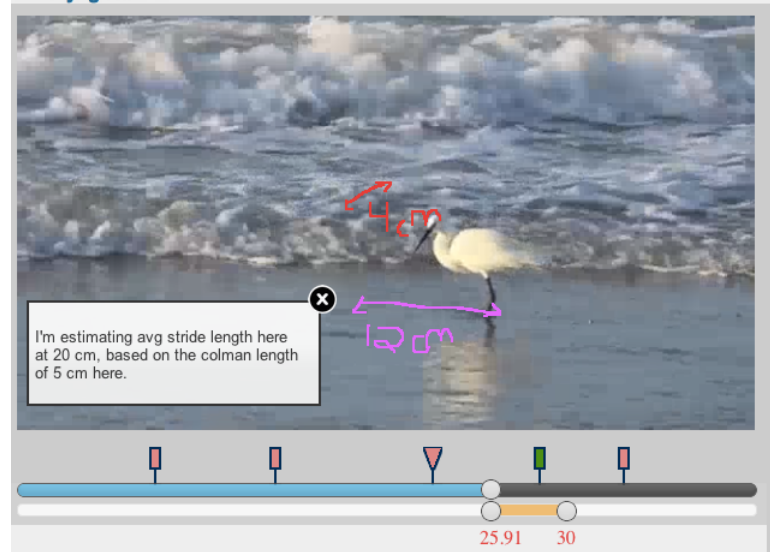 4cm
12cm
I'm estimating avg stride length here
at 20 cm, based on the colman length
of 5 cm here.
25.91 30